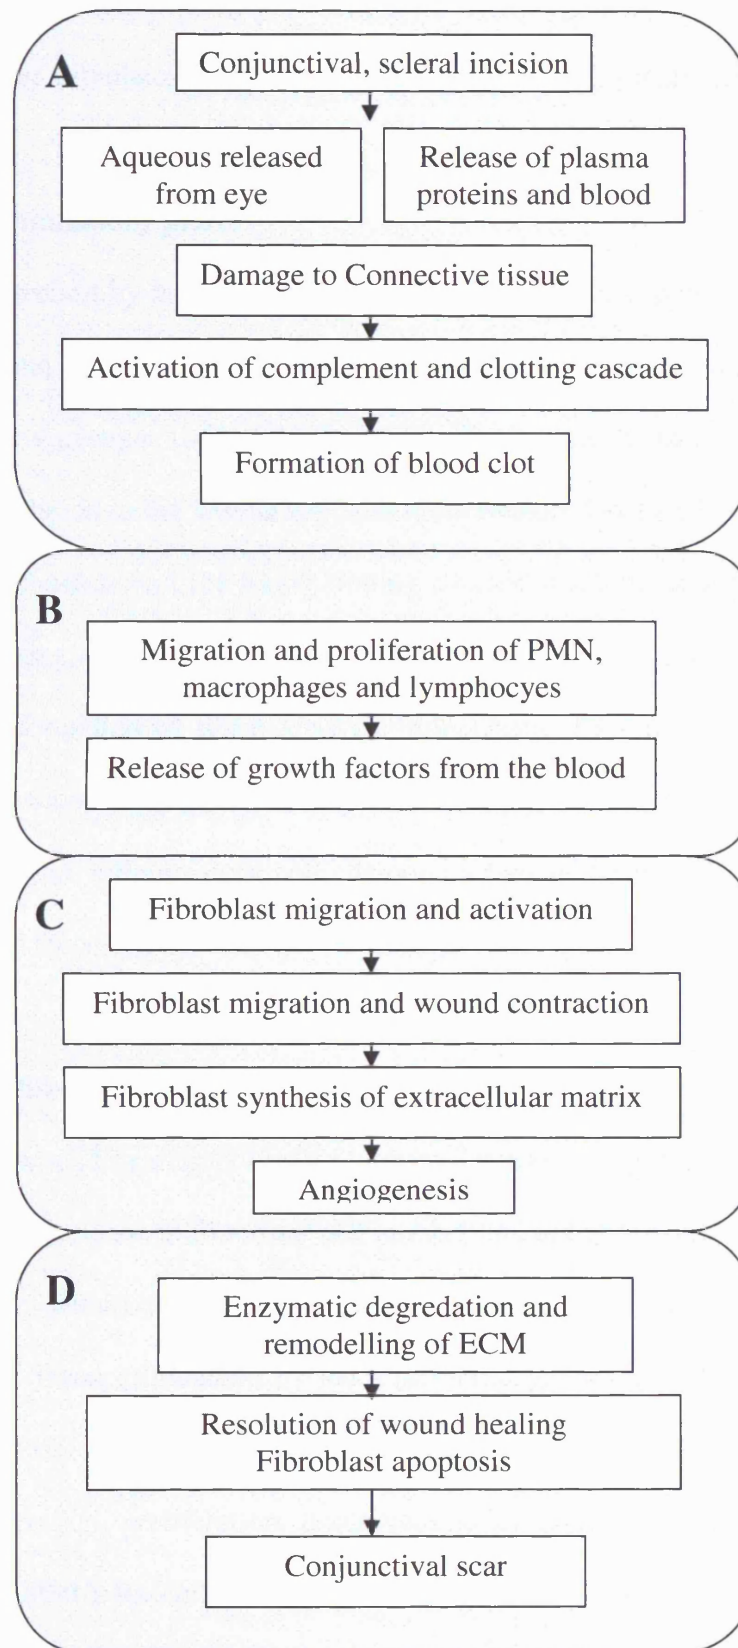 A
Conjunctival, scleral incision
Aqueous released
from eye
Release of plasma
proteins and blood
Damage to Connective tissue
Activation of complement and clotting cascade
Formation of blood clot
B
Migration and proliferation of PMN,
macrophages and lymphocyes
Release of growth factors from the blood
C
Fibroblast migration and activation
Fibroblast migration and wound contraction
Fibroblast synthesis of extracellular matrix
Angiogenesis
D
Enzymatic degredation and
remodelling of ECM
Resolution of wound healing
Fibroblast apoptosis
Conjunctival scar